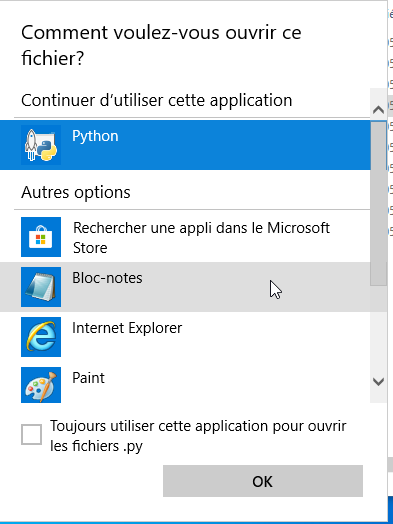 Comment voulez-vous ouvrir ce
fichier?
Continuer d’utiliser cette application
Python
Autres options
Rechercher une appli dans le Microsoft
Store
Bloc-notes
Internet Explorer
Paint
Toujours utiliser cette application pour ouvrir
les fichiers .py
OK